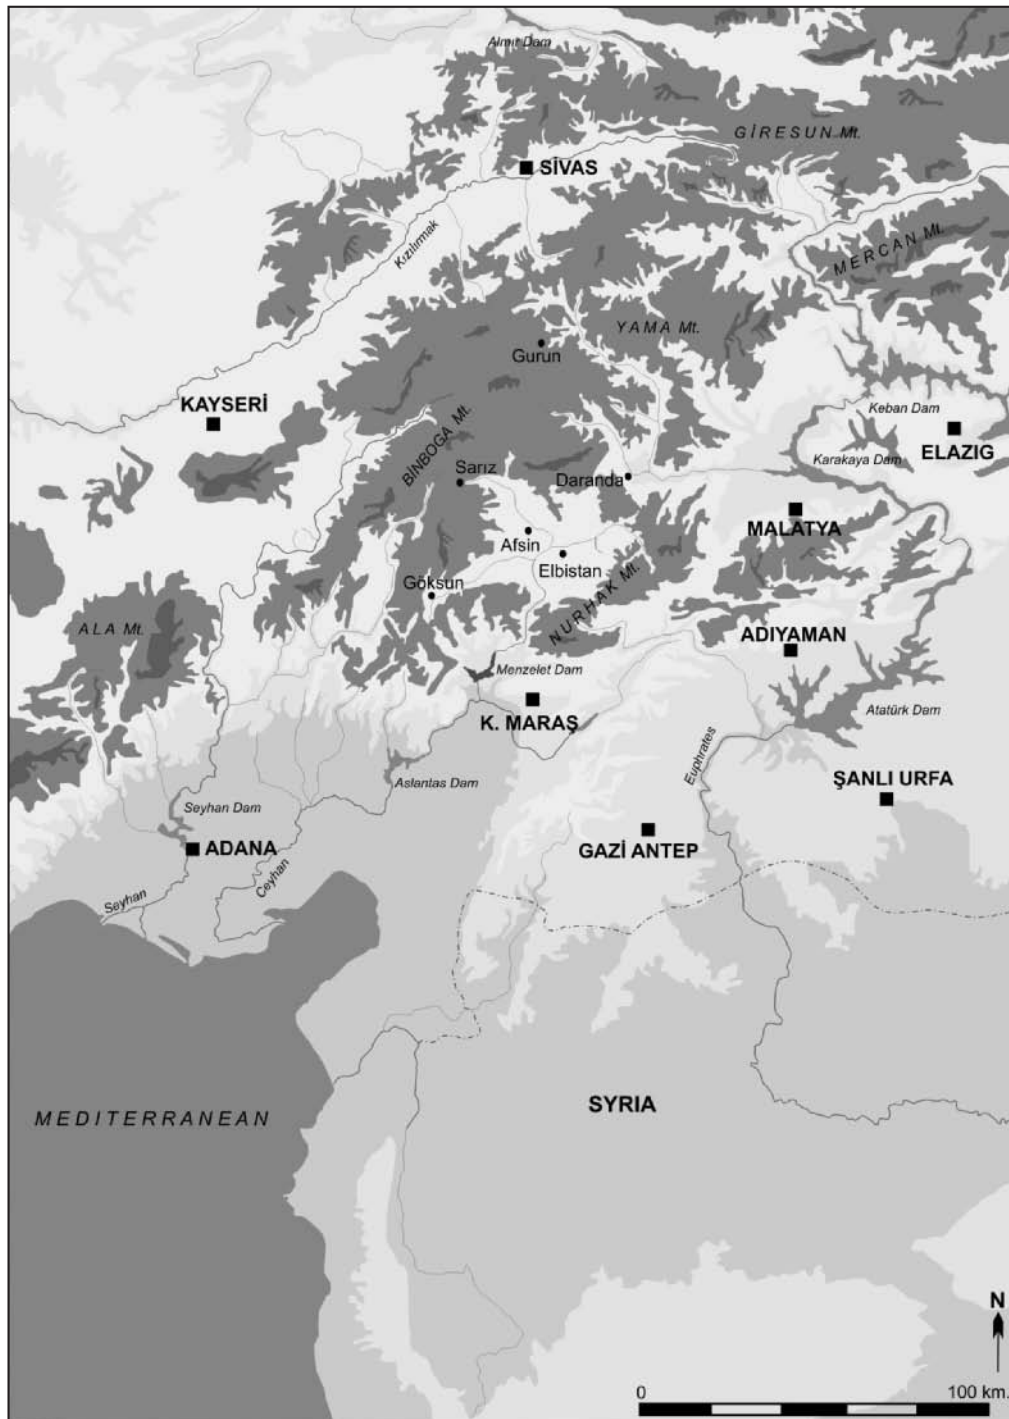 Almıt Dam
GİRESUN Mt.
SİVAS
Kızılırmak
MERCAN Mt.
YAMA Mt.
Gurun
KAYSERİ
BİNBOGA Mt.
Keban Dam
ELAZIG
Karakaya Dam
Sarız
Daranda
MALATYA
Afsin
Elbistan
Göksun
NURHAK Mt.
ALA Mt.
ADIYAMAN
Menzelet Dam
K. MARAŞ
Atatürk Dam
Euphrates
Aslantas Dam
ŞANLI URFA
Seyhan Dam
ADANA
GAZİ ANTEP
Ceyhan
Seyhan
SYRIA
MEDITERRANEAN
N
0 100 km.